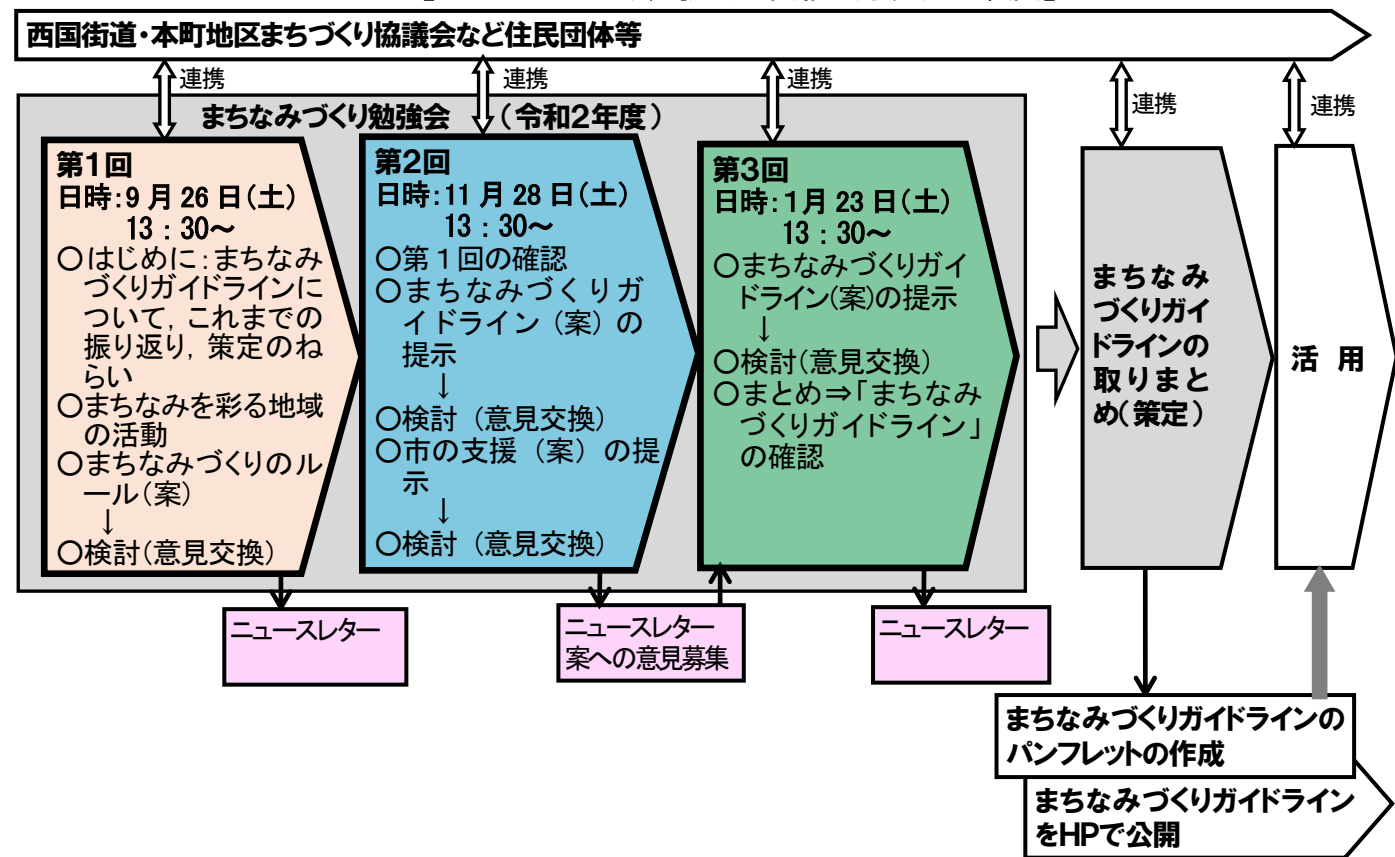 西国街道・本町地区まちづくり協議会など住民団体等
連携
連携
連携
連携
連携
まちなみづくり勉強会 (令和2年度)
第1回
日時:9月26日(土)
13:30~
○はじめに:まちなみ
づくりガイドラインに
ついて,これまでの
振り返り,策定のね
らい
○まちなみを彩る地域
の活動
○まちなみづくりのル
ール(案)
↓
○検討(意見交換)
第2回
日時:11月28日(土)
13:30~
○第1回の確認
○まちなみづくりガ
イドライン(案)の
提示
↓
○検討(意見交換)
○市の支援(案)の提
示
↓
○検討(意見交換)
第3回
日時:1月23日(土)
13:30~
○まちなみづくりガイ
ドライン(案)の提示
↓
○検討(意見交換)
○まとめ⇒「まちなみ
づくりガイドライン」
の確認
まちなみ
づくりガイ
ドラインの
取りまと
め(策定)
活 用
ニュースレター
ニュースレター
案への意見募集
ニュースレター
まちなみづくりガイドラインの
パンフレットの作成
まちなみづくりガイドライン
をHPで公開